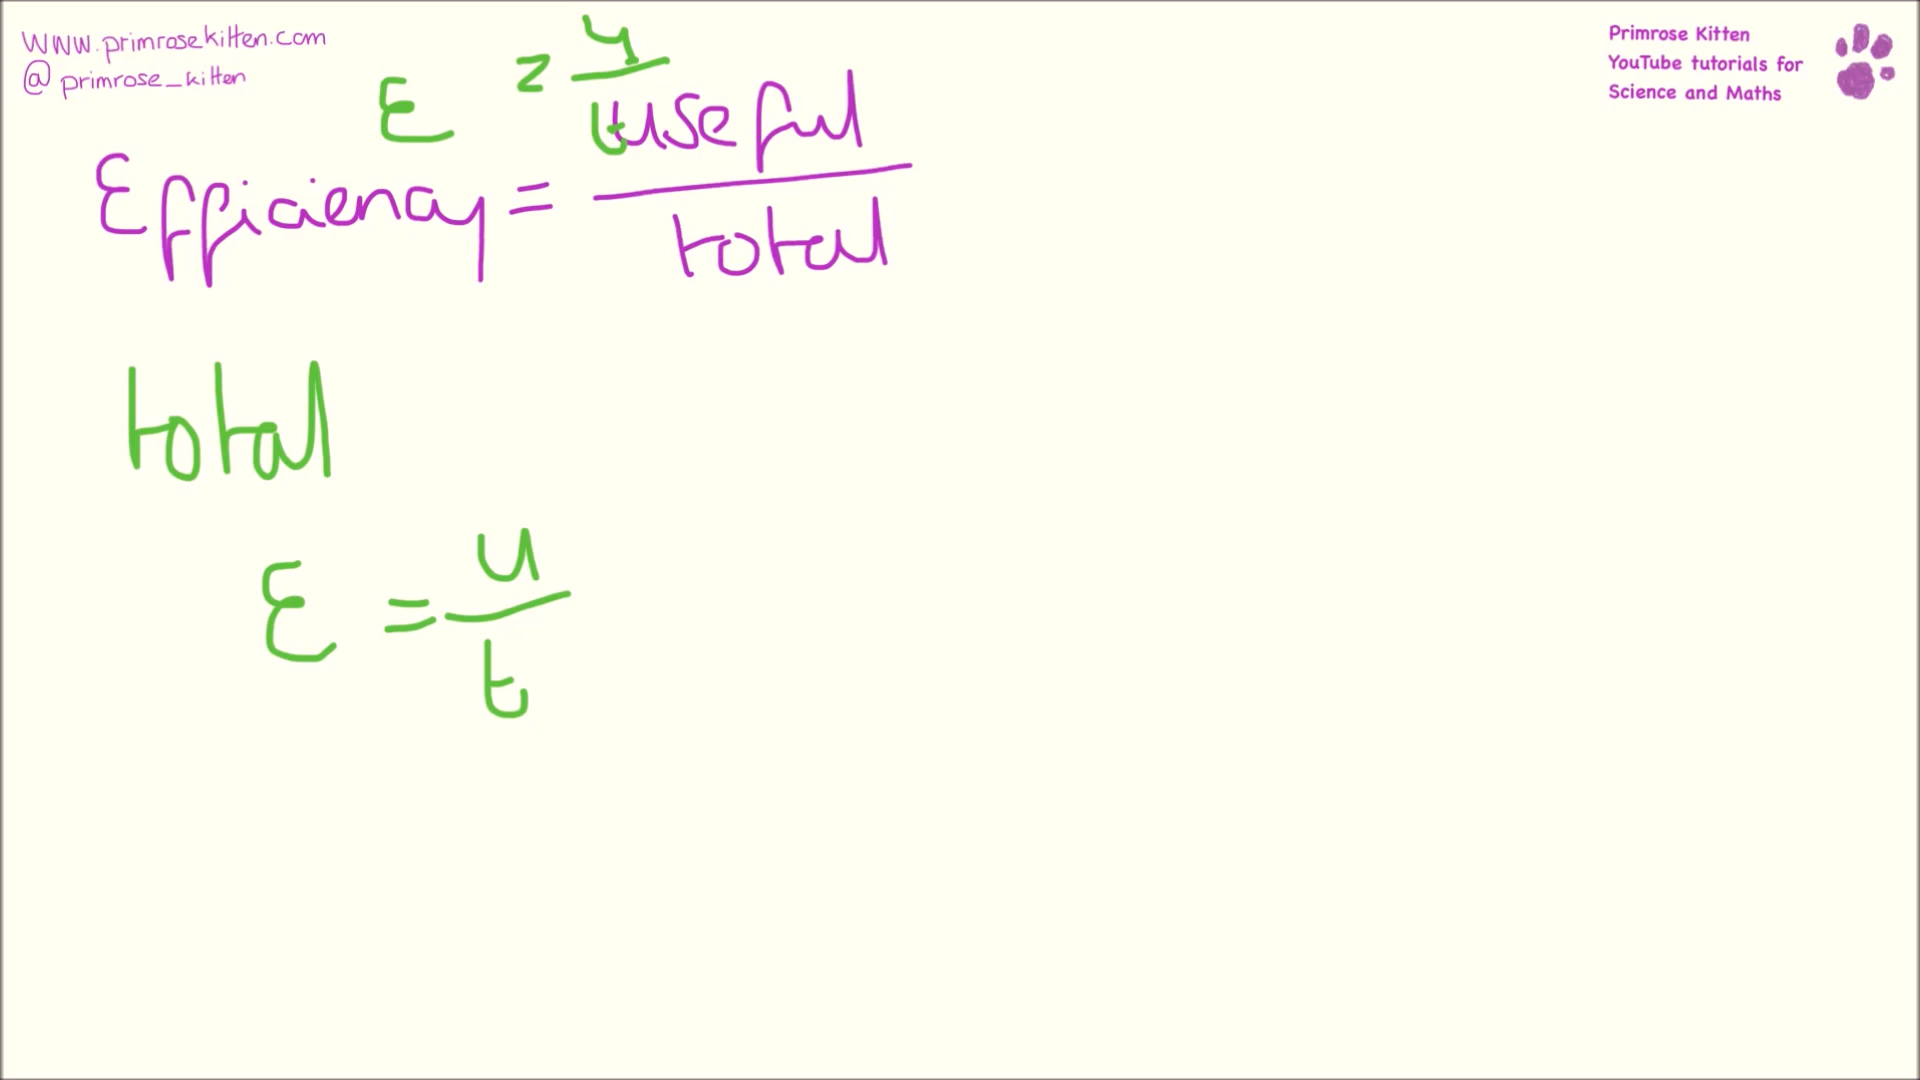 www.primrosekitten.com
@primrose_kitten
Primrose Kitten
YouTube tutorials for
Science and Maths
E = u/t
Efficiency = useful/total
total
E = u/t